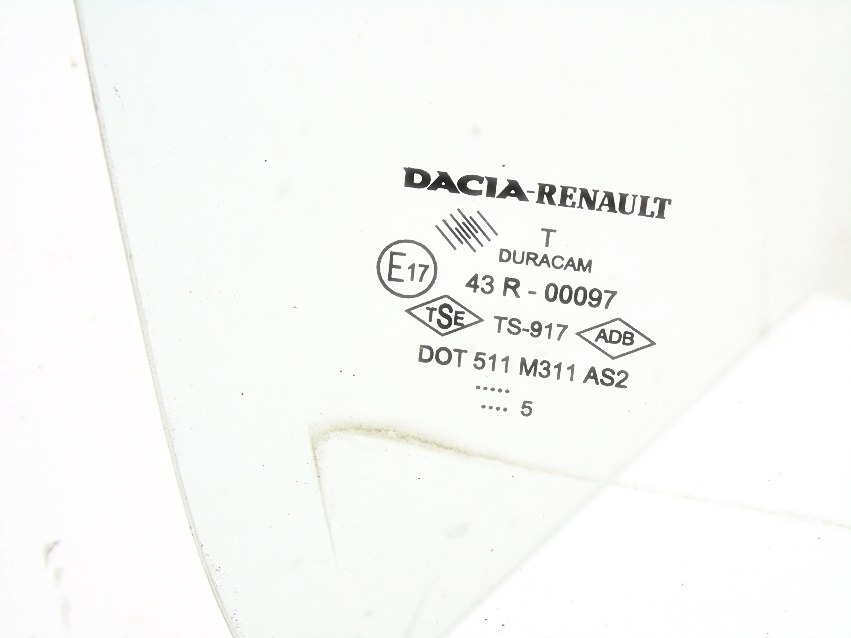 DACIA-RENAULT
T
DURACAM
E17
43 R - 00097
TSE TS-917 ADB
DOT 511 M311 AS2
.....
.... 5